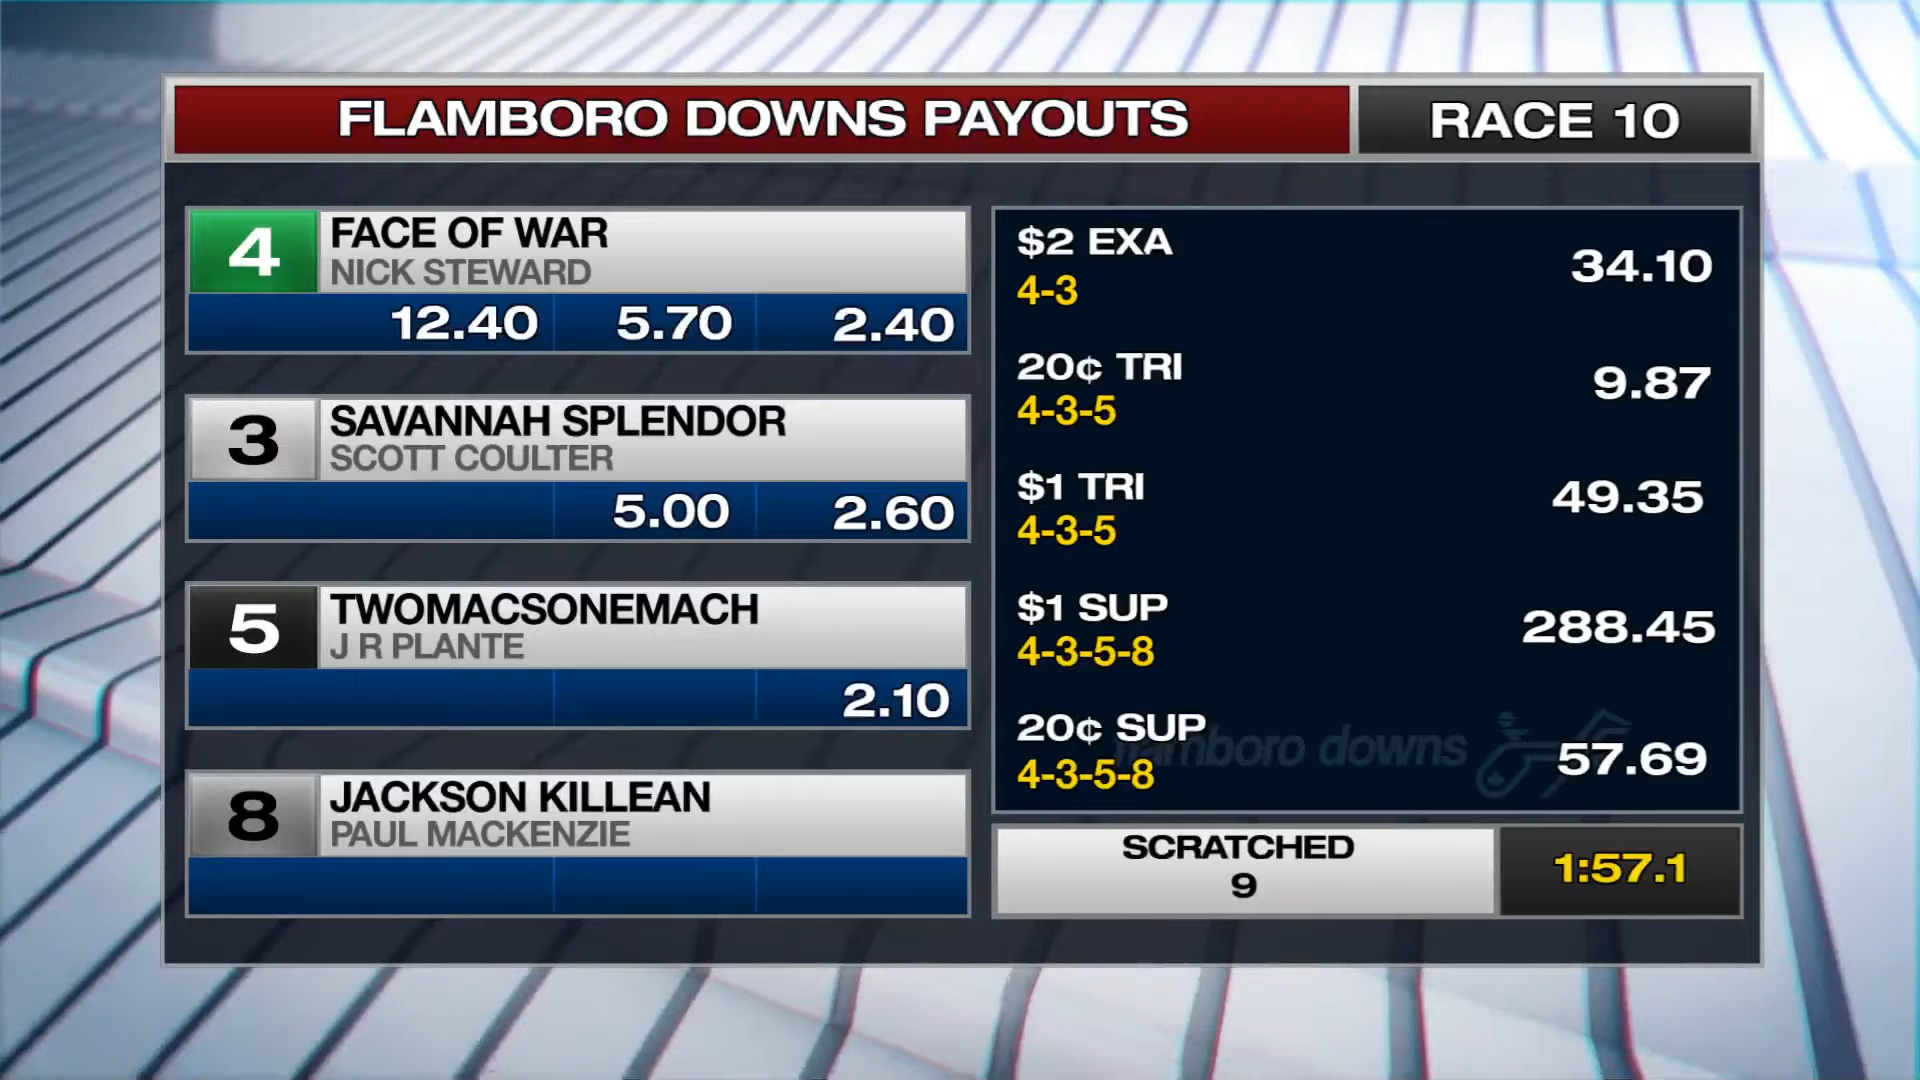 FLAMBORO DOWNS PAYOUTS
RACE 10
4
FACE OF WAR
NICK STEWARD
12.40 5.70 2.40
3
SAVANNAH SPLENDOR
SCOTT COULTER
5.00 2.60
5
TWOMACSONEMACH
J R PLANTE
2.10
8
JACKSON KILLEAN
PAUL MACKENZIE
$2 EXA
4-3
34.10
20¢ TRI
4-3-5
9.87
$1 TRI
4-3-5
49.35
$1 SUP
4-3-5-8
288.45
20¢ SUP
4-3-5-8
57.69
flamboro downs
SCRATCHED
9
1:57.1